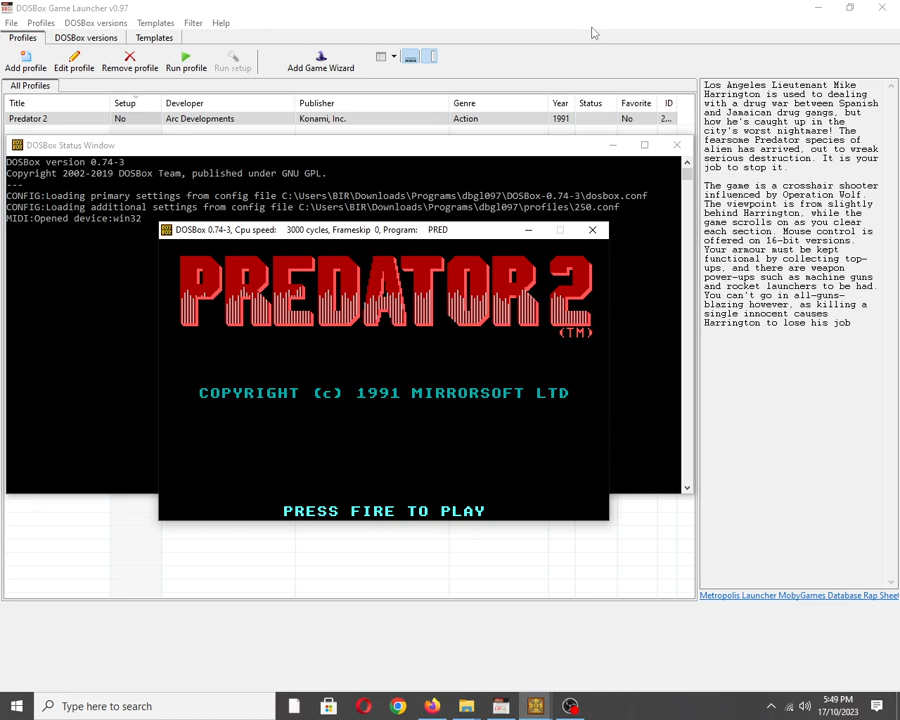 DOSBox Game Launcher v0.97
File Profiles DOSBox versions Templates Filter Help
Profiles DOSBox versions Templates
Add profile Edit profile Remove profile Run profile Run setup Add Game Wizard
All Profiles
Title Setup Developer Publisher Genre Year Status Favorite ID
Predator 2 No Arc Developments Konami, Inc. Action 1991 No 2...
DOSBox Status Window
DOSBox version 0.74-3
Copyright 2002-2019 DOSBox Team, published under GNU GPL.
---
CONFIG:Loading primary settings from config file C:\Users\BIR\Downloads\Programs\dbgl097\DOSBox-0.74-3\dosbox.conf
CONFIG:Loading additional settings from config file C:\Users\BIR\Downloads\Programs\dbgl097\profiles\250.conf
MIDI:Opened device:win32
DOSBox 0.74-3, Cpu speed: 3000 cycles, Frameskip 0, Program: PRED
PREDATOR 2
(TM)
COPYRIGHT (c) 1991 MIRRORSOFT LTD
PRESS FIRE TO PLAY
Los Angeles Lieutenant Mike
Harrington is used to dealing
with a drug war between Spanish
and Jamaican drug gangs, but
how he's caught up in the
city's worst nightmare! The
fearsome Predator species of
alien has arrived, out to wreak
serious destruction. It is your
job to stop it.
The game is a crosshair shooter
influenced by Operation Wolf.
The viewpoint is from slightly
behind Harrington, while the
game scrolls on as you clear
each section. Mouse control is
offered on 16-bit versions.
Your armour must be kept
functional by collecting top-
ups, and there are weapon
power-ups such as machine guns
and rocket launchers to be had.
You can't go in all-guns-
blazing however, as killing a
single innocent causes
Harrington to lose his job
Metropolis Launcher MobyGames Database Rap Sheet
Type here to search
5:49 PM
17/10/2023